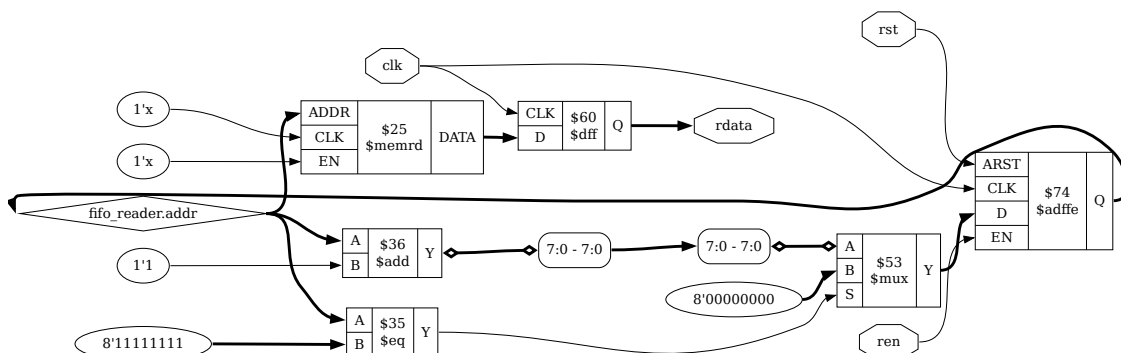 rst
clk
1'x
ADDR
CLK
EN
$25
$memrd
DATA
CLK
D
$60
$dff
Q
rdata
1'x
ARST
CLK
D
EN
$74
$adffe
Q
fifo_reader.addr
1'1
A
B
$36
$add
Y
7:0 - 7:0
7:0 - 7:0
A
B
S
$53
$mux
Y
8'00000000
8'11111111
A
B
$35
$eq
Y
ren